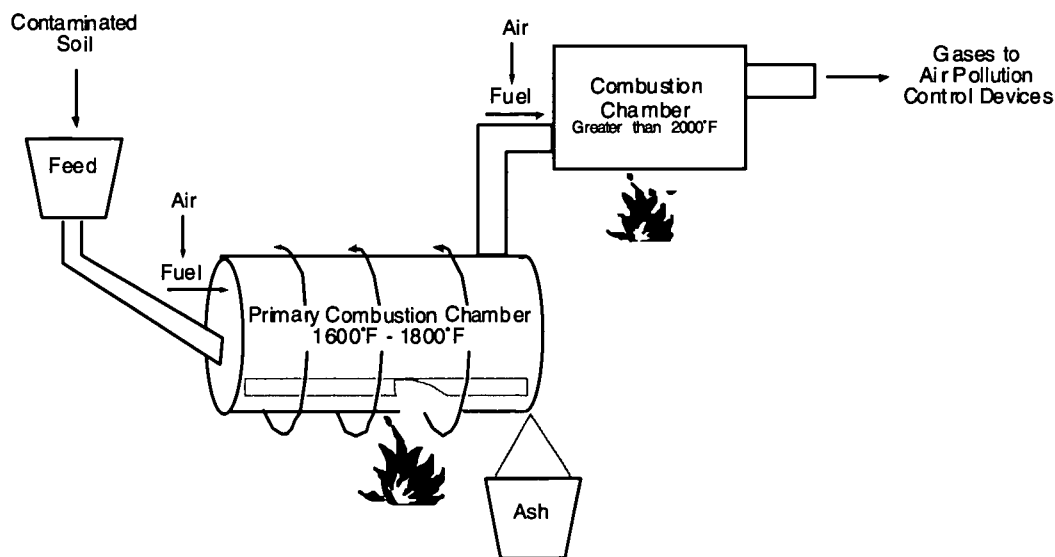 Contaminated
Soil
Feed
Air
Fuel
Primary Combustion Chamber
1600°F - 1800°F
Ash
Air
Fuel
Combustion
Chamber
Greater than 2000°F
Gases to
Air Pollution
Control Devices